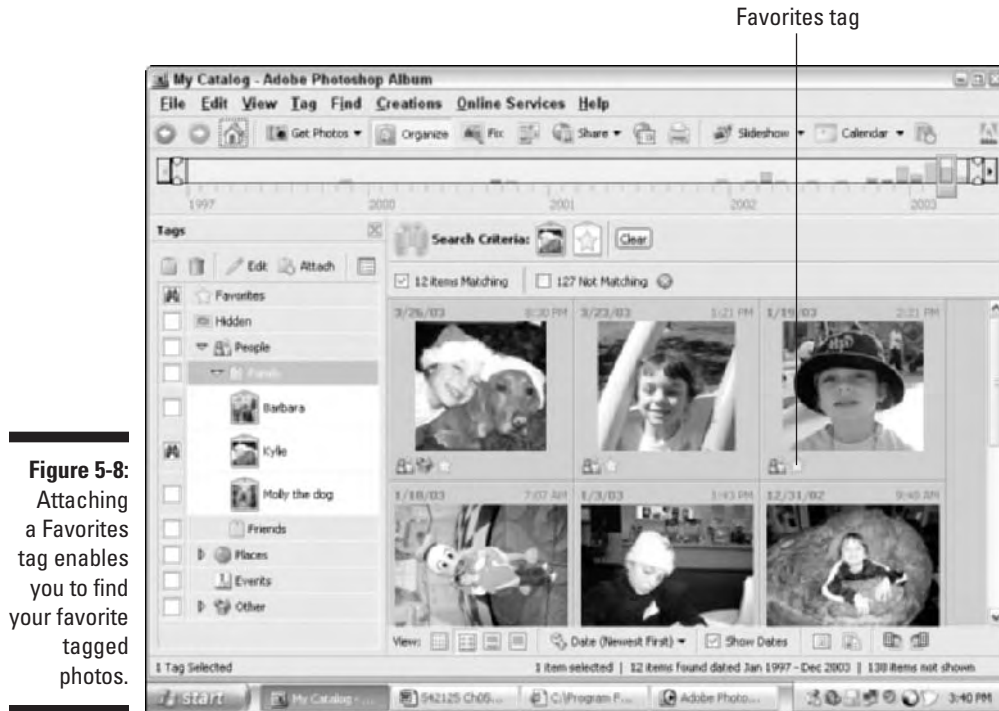 Favorites tag
My Catalog - Adobe Photoshop Album
File Edit View Tag Find Creations Online Services Help
Get Photos Organize Fix Share Slideshow Calendar
1997 2000 2001 2002 2003
Tags
Search Criteria: Clear
Edit Attach
12 items Matching 127 Not Matching
Favorites
Hidden
People
Family
Barbara
Kylie
Molly the dog
Friends
Places
Events
Other
3/26/03 8:30 PM 3/23/03 1:21 PM 1/19/03 2:21 PM
1/18/03 7:07 AM 1/3/03 1:43 PM 12/31/02 9:40 AM
View: Date (Newest First) Show Dates
1 Tag Selected 1 item selected | 12 items found dated Jan 1997 - Dec 2003 | 138 items not shown
start My Catalog - ... 542125 Ch05... C:\Program F... Adobe Photo... 3:40 PM
Figure 5-8:
Attaching
a Favorites
tag enables
you to find
your favorite
tagged
photos.